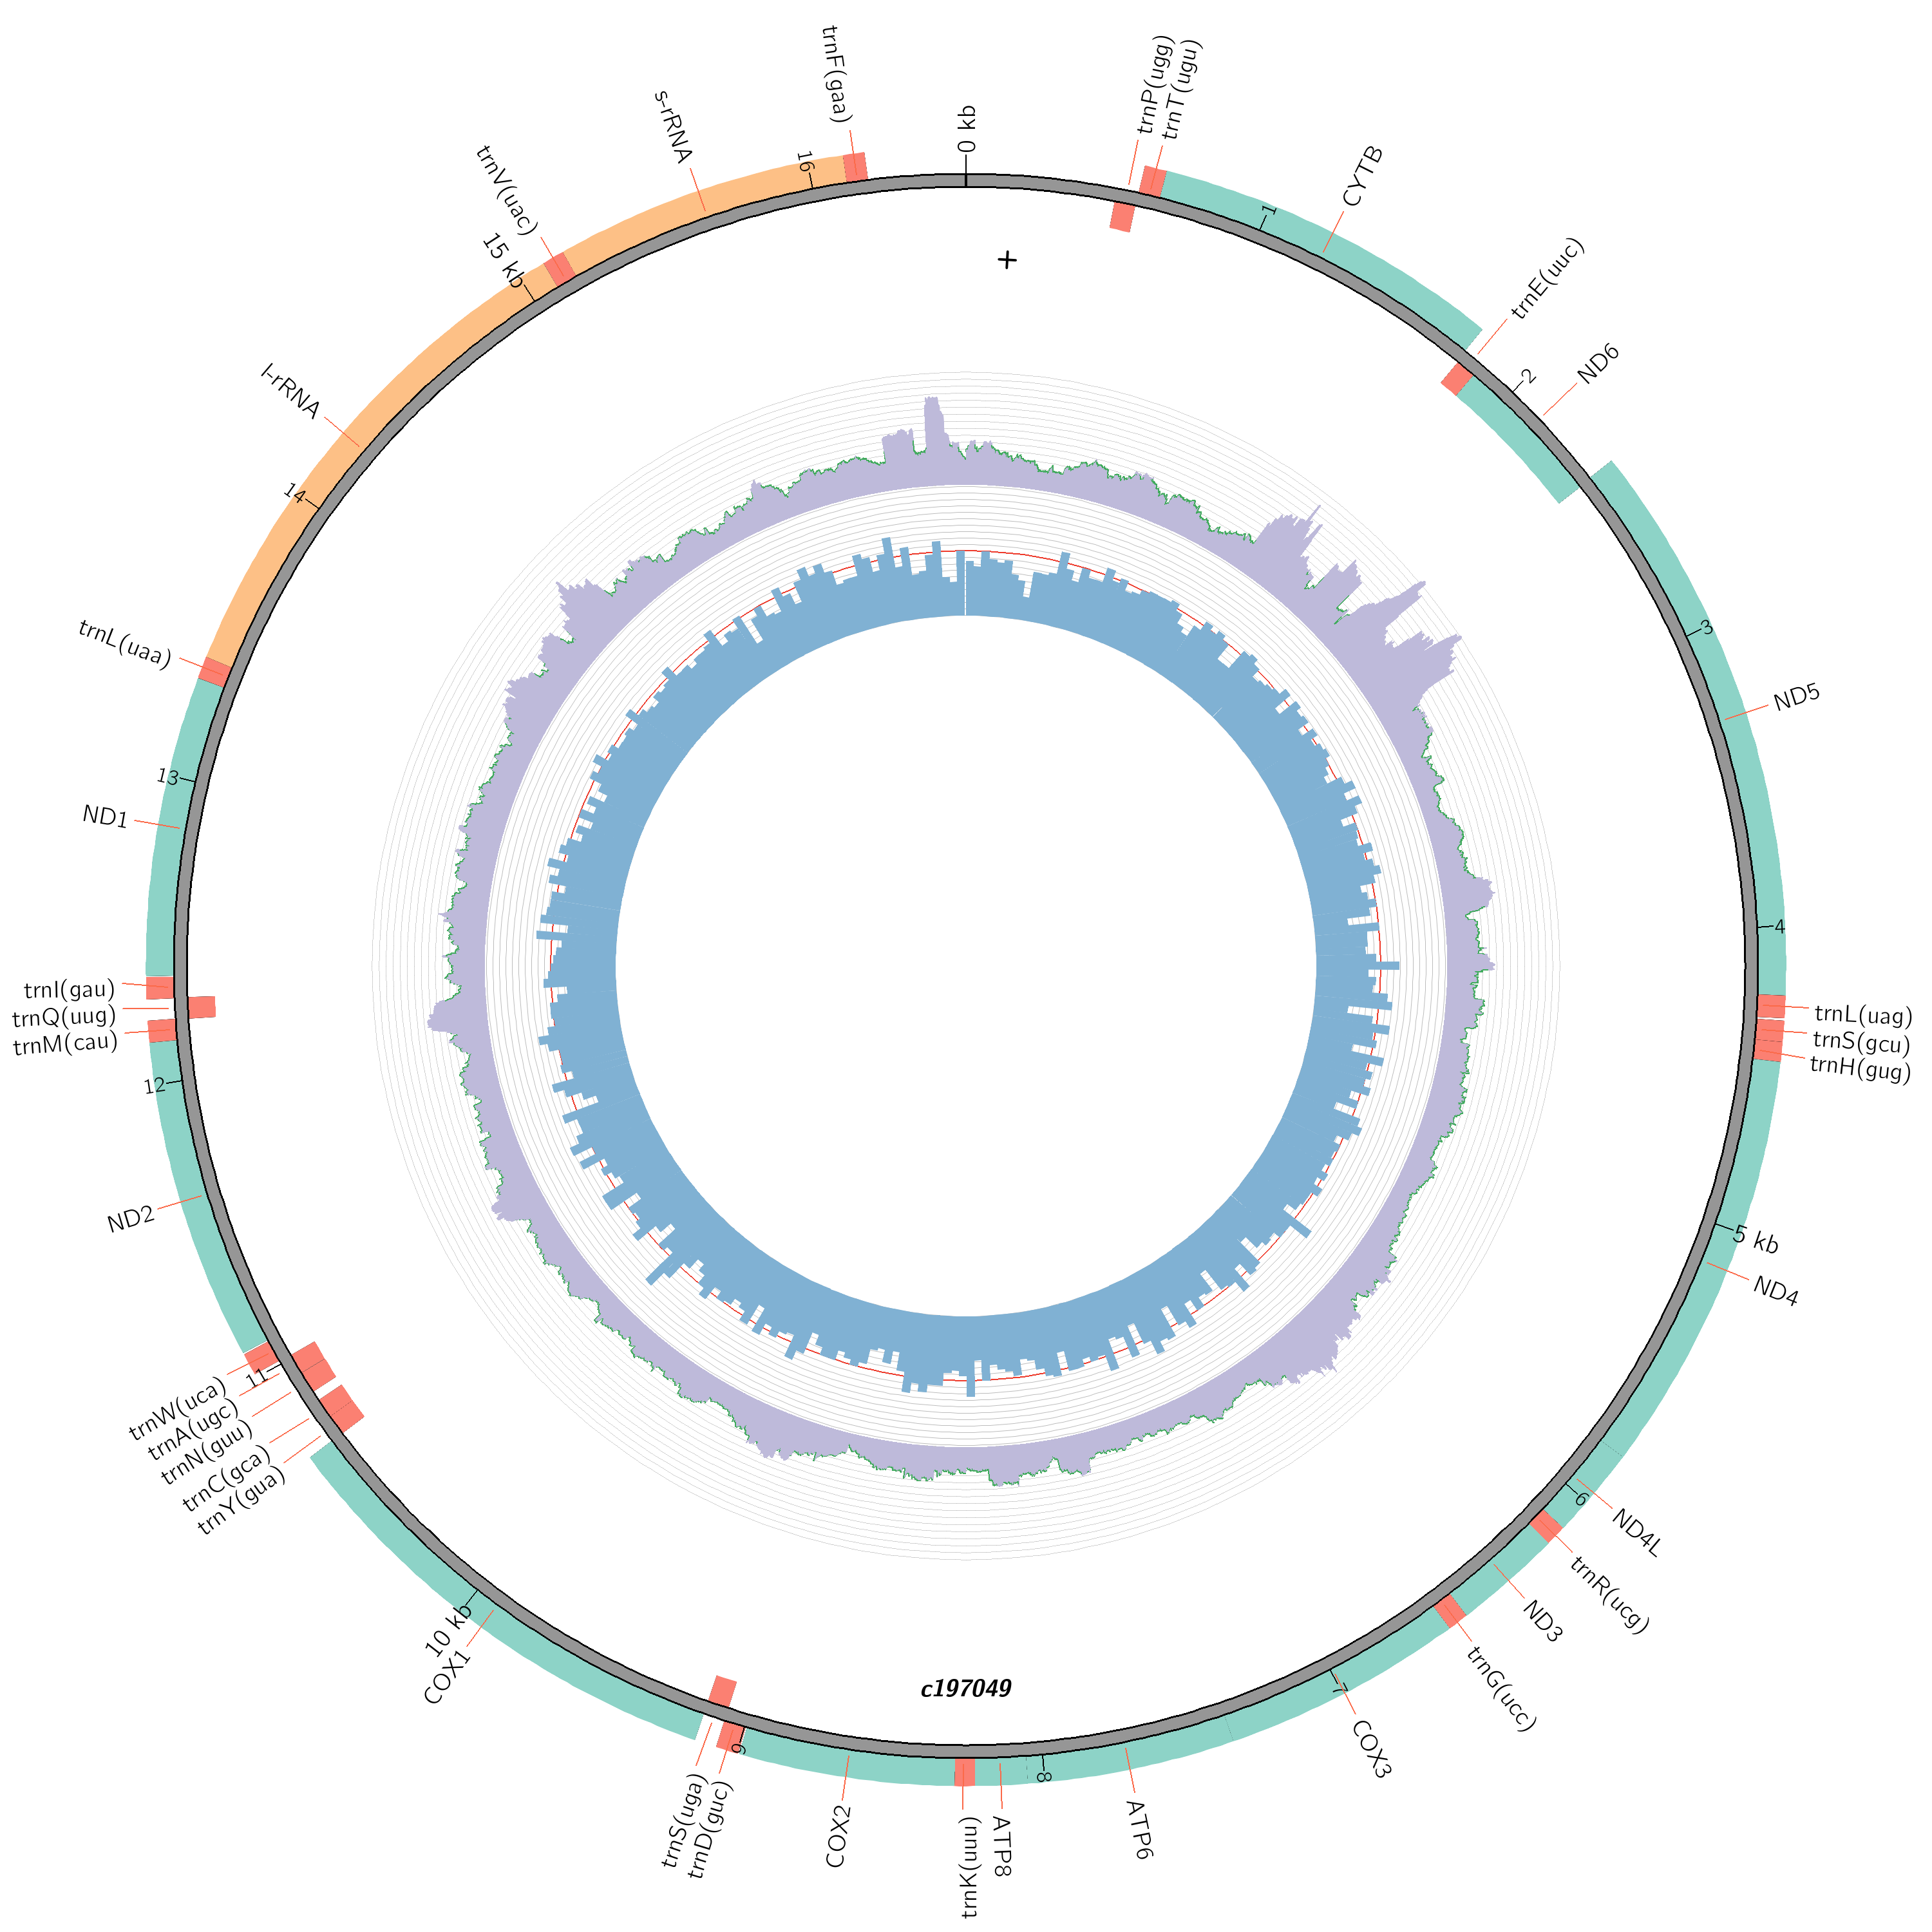 0 kb
trnP(ugg)
trnT(ugu)
1
CYTB
trnE(uuc)
2
ND6
3
ND5
4
trnL(uag)
trnS(gcu)
trnH(gug)
5 kb
ND4
6
ND4L
trnR(ucg)
ND3
trnG(ucc)
7
COX3
ATP6
8
ATP8
trnK(uuu)
COX2
9
trnD(guc)
trnS(uga)
10 kb
COX1
trnY(gua)
trnC(gca)
trnN(guu)
trnA(ugc)
11
trnW(uca)
ND2
12
trnM(cau)
trnQ(uug)
trnI(gau)
ND1
13
trnL(uaa)
14
l-rRNA
15 kb
trnV(uac)
s-rRNA
16
trnF(gaa)
+
c197049